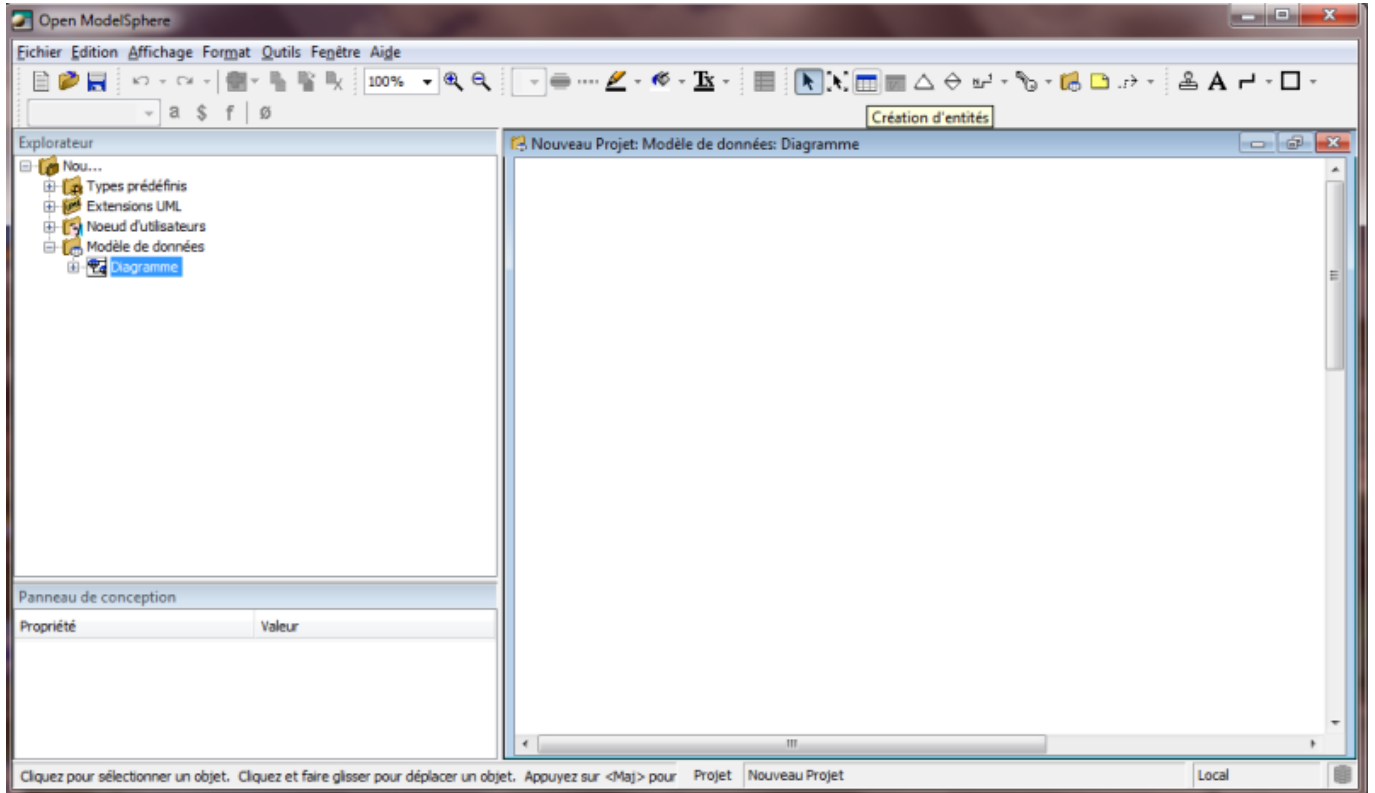 Open ModelSphere
Eichier Edition Affichage Format Outils Fenêtre Aide
100% Tx A
a $ f ø
Création d'entités
Explorateur
Nouveau Projet: Modèle de données: Diagramme
Nou...
Types prédéfinis
Extensions UML
Noeud d'utilisateurs
Modèle de données
Diagramme
Panneau de conception
Propriété Valeur
Cliquez pour sélectionner un objet. Cliquez et faire glisser pour déplacer un objet. Appuyez sur <Maj> pour Projet Nouveau Projet Local